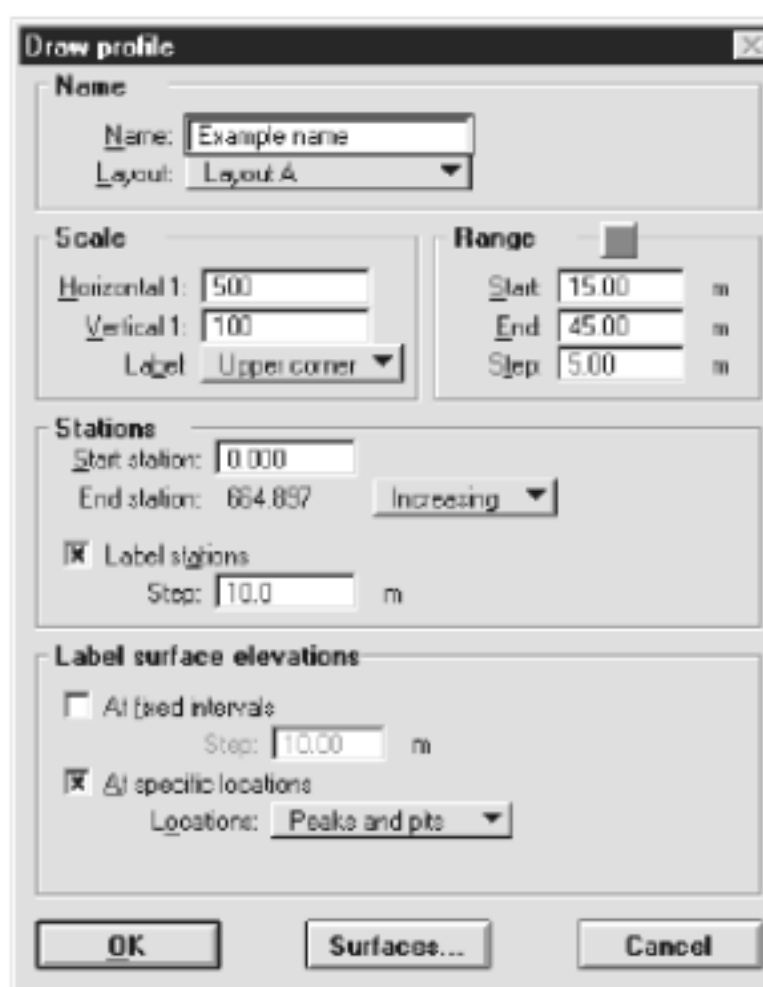 Draw profile
Name
Name: Example name
Layout: Layout A
Scale
Horizontal 1: 500
Vertical 1: 100
Label: Upper corner
Range
Start: 15.00 m
End: 45.00 m
Step: 5.00 m
Stations
Start station: 0.000
End station: 664.897 Increasing
Label stations
Step: 10.0 m
Label surface elevations
At fixed intervals
Step: 10.00 m
At specific locations
Locations: Peaks and pits
OK Surfaces... Cancel